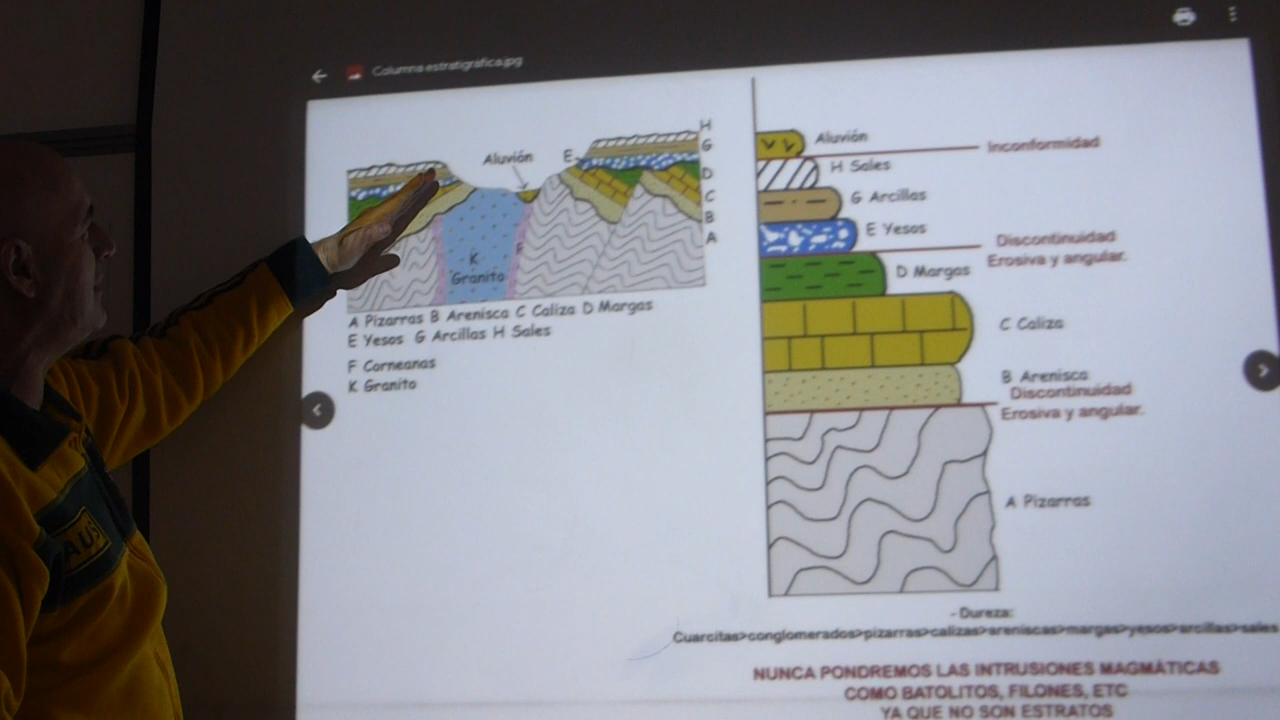 Columna estratigráfica.jpg
H
G
D
C
B
A
Aluvión
E
F
K
Granito
A Pizarras B Arenisca C Caliza D Margas
E Yesos G Arcillas H Sales
F Corneanas
K Granito
Aluvión
Inconformidad
H Sales
G Arcillas
E Yesos
Discontinuidad
Erosiva y angular.
D Margas
C Caliza
B Arenisca
Discontinuidad
Erosiva y angular.
A Pizarras
- Dureza:
Cuarcitas>conglomerados>pizarras>calizas>areniscas>margas>yesos>arcillas>sales
NUNCA PONDREMOS LAS INTRUSIONES MAGMÁTICAS
COMO BATOLITOS, FILONES, ETC
YA QUE NO SON ESTRATOS
AUS